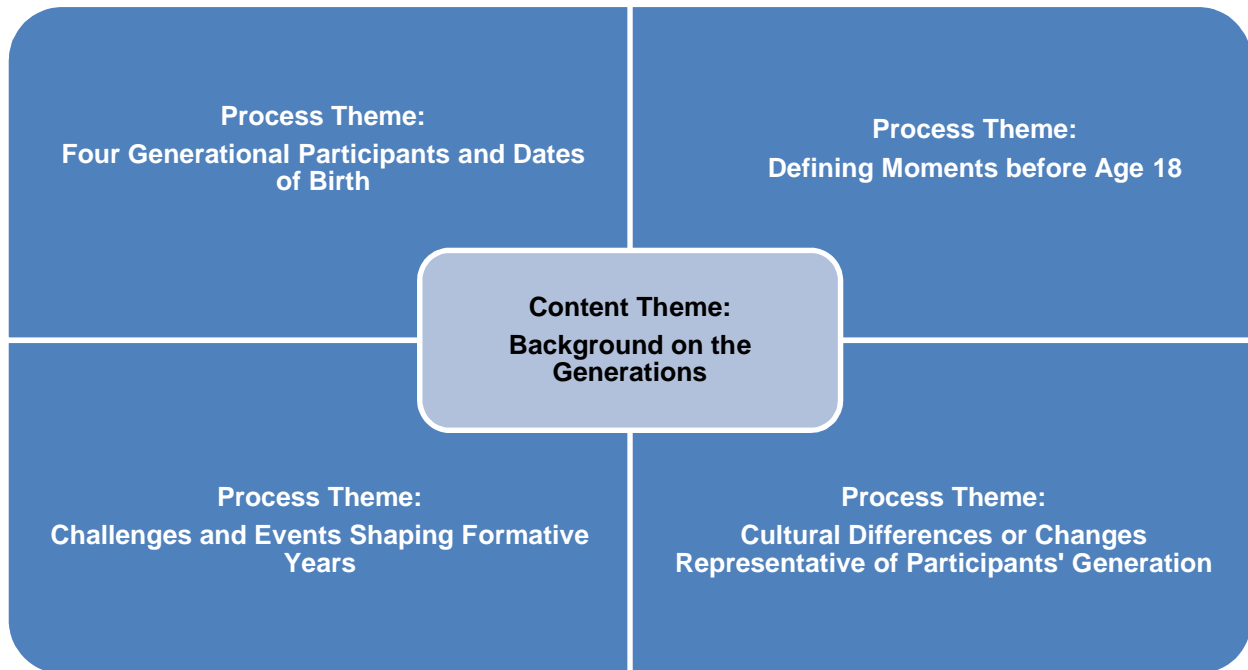 Process Theme:
Four Generational Participants and Dates
of Birth
Process Theme:
Defining Moments before Age 18
Content Theme:
Background on the
Generations
Process Theme:
Challenges and Events Shaping Formative
Years
Process Theme:
Cultural Differences or Changes
Representative of Participants' Generation